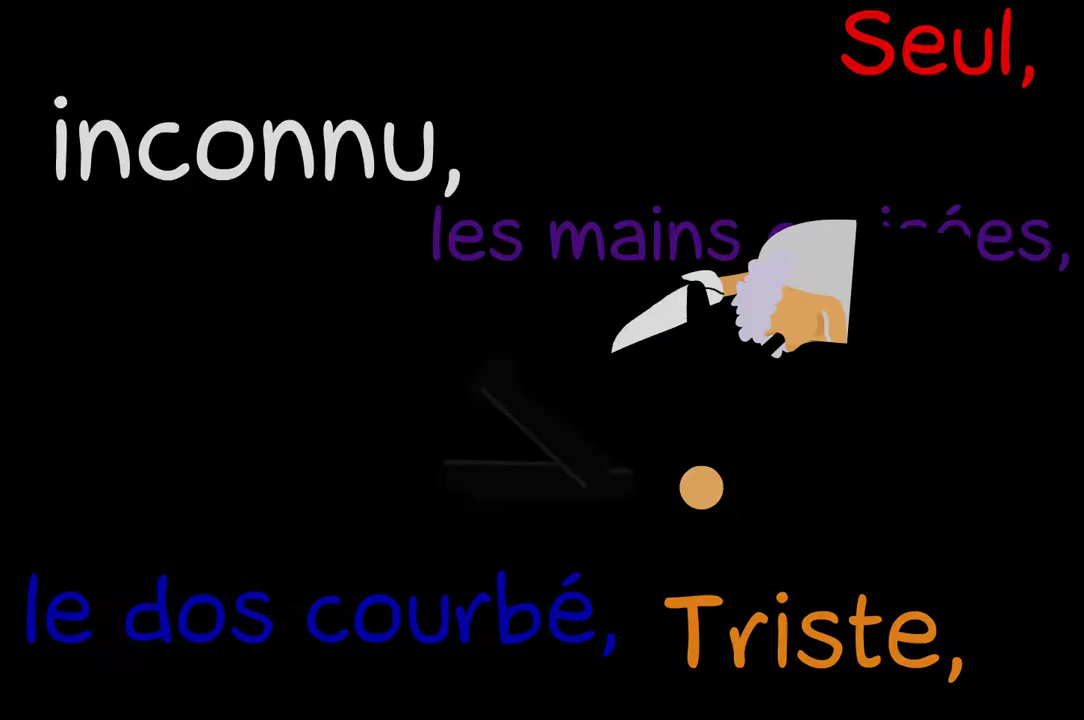 Seul,
inconnu,
les mains
le dos courbé,
Triste,